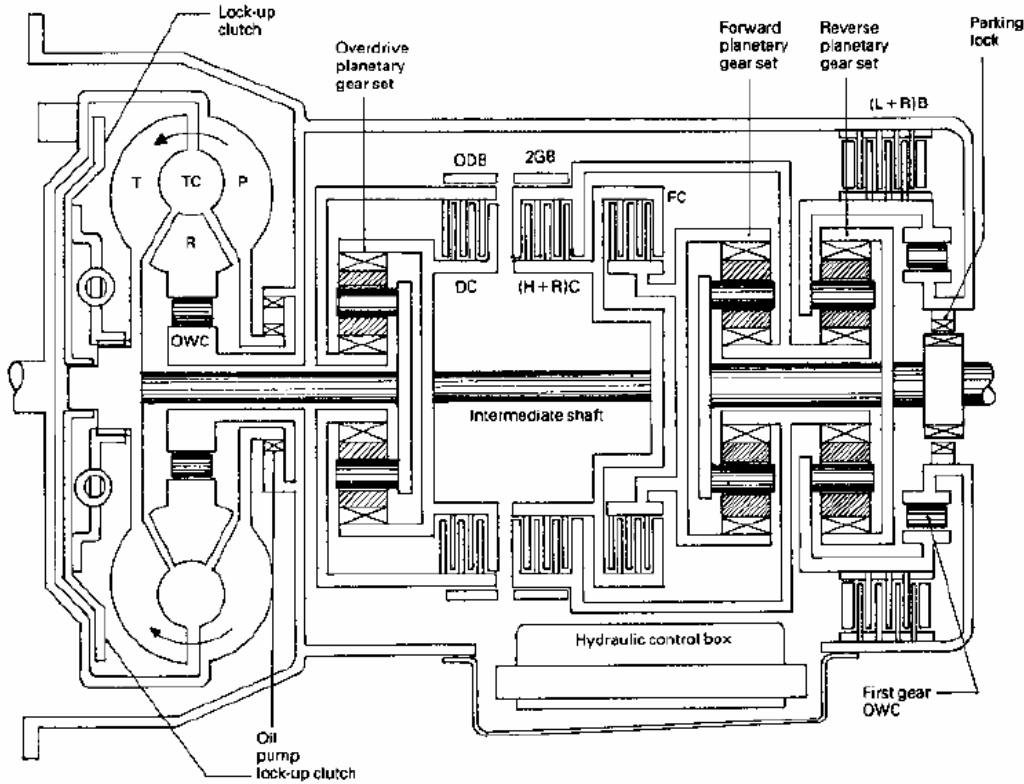 Lock-up
clutch
Overdrive
planetary
gear set
Forward
planetary
gear set
Reverse
planetary
gear set
Parking
lock
(L + R)B
ODB
2GB
FC
T
TC
P
R
DC
(H + R)C
OWC
Intermediate shaft
Hydraulic control box
First gear
OWC
Oil
pump
lock-up clutch